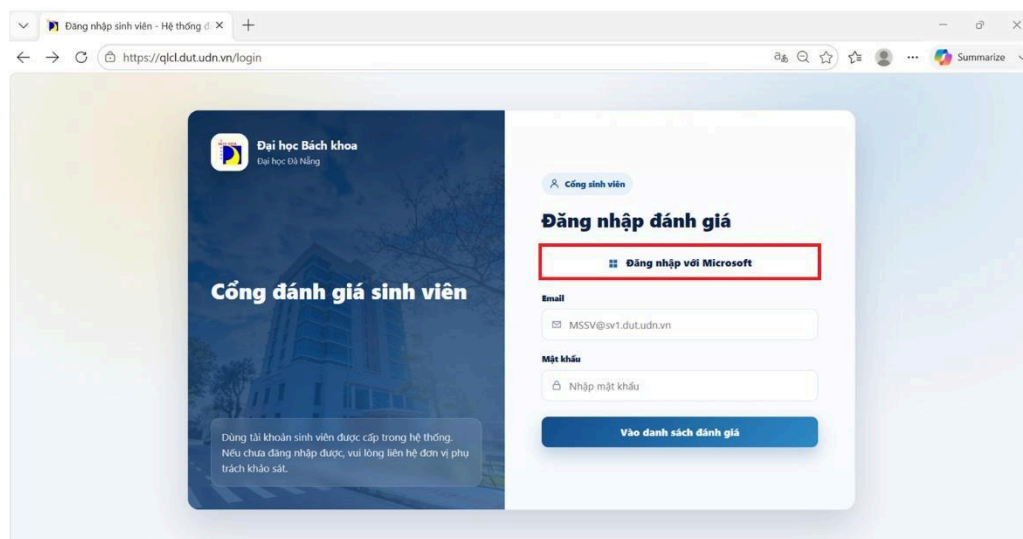 Đăng nhập sinh viên - Hệ thống đ
https://qlcl.dut.udn.vn/login
Summarize
Đại học Bách khoa
Đại học Đà Nẵng
Cổng đánh giá sinh viên
Dùng tài khoản sinh viên được cấp trong hệ thống.
Nếu chưa đăng nhập được, vui lòng liên hệ đơn vị phụ
trách khảo sát.
Cổng sinh viên
Đăng nhập đánh giá
Đăng nhập với Microsoft
Email
MSSV@sv1.dut.udn.vn
Mật khẩu
Nhập mật khẩu
Vào danh sách đánh giá